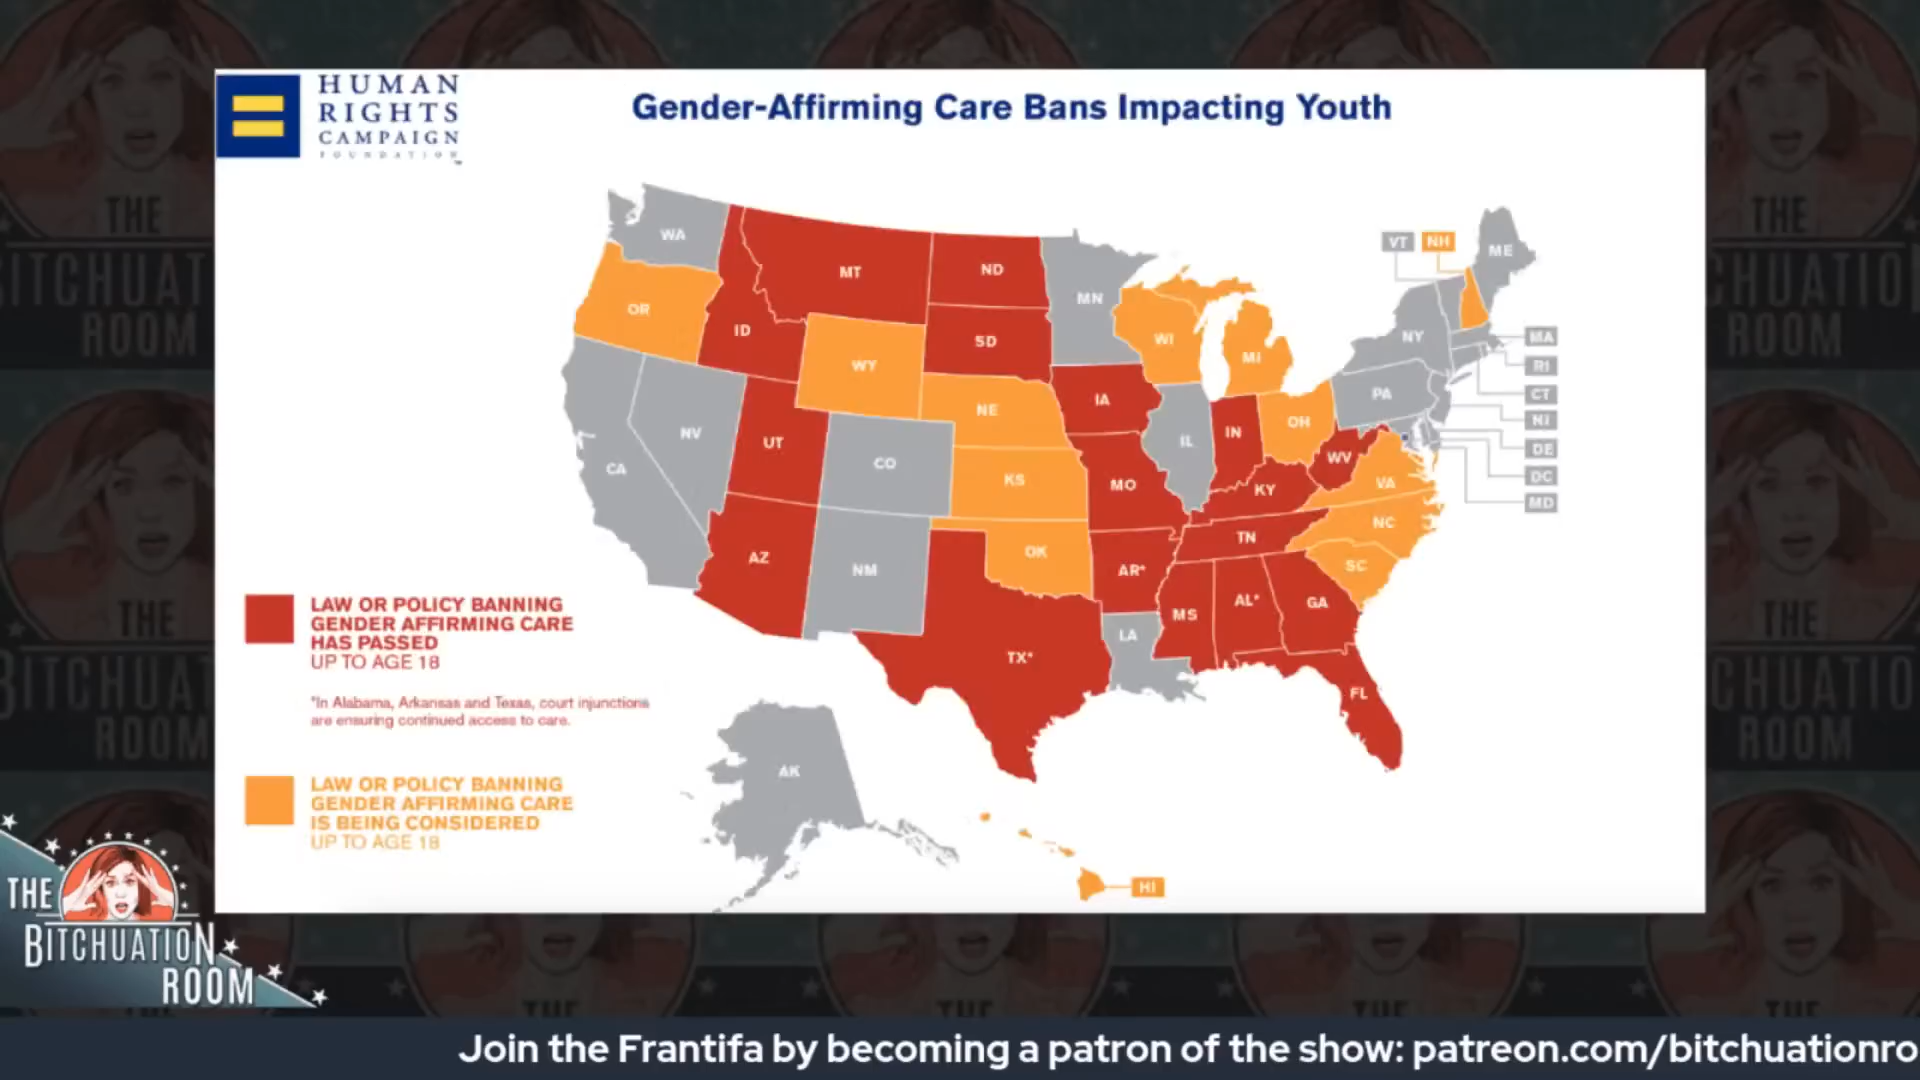 HUMAN
RIGHTS
CAMPAIGN
FOUNDATION
Gender-Affirming Care Bans Impacting Youth
WA
MT
ND
MN
VT
NH
ME
OR
ID
SD
WI
MI
NY
MA
RI
WY
IA
PA
CT
NE
NJ
NV
UT
CO
IL
IN
OH
WV
DE
CA
KS
MO
KY
VA
DC
MD
AZ
NM
OK
AR*
TN
NC
SC
TX*
LA
MS
AL*
GA
FL
AK
HI
LAW OR POLICY BANNING
GENDER AFFIRMING CARE
HAS PASSED
UP TO AGE 18
*In Alabama, Arkansas and Texas, court injunctions
are ensuring continued access to care.
LAW OR POLICY BANNING
GENDER AFFIRMING CARE
IS BEING CONSIDERED
UP TO AGE 18
THE
BITCHUATION
ROOM
Join the Frantifa by becoming a patron of the show: patreon.com/bitchuationro